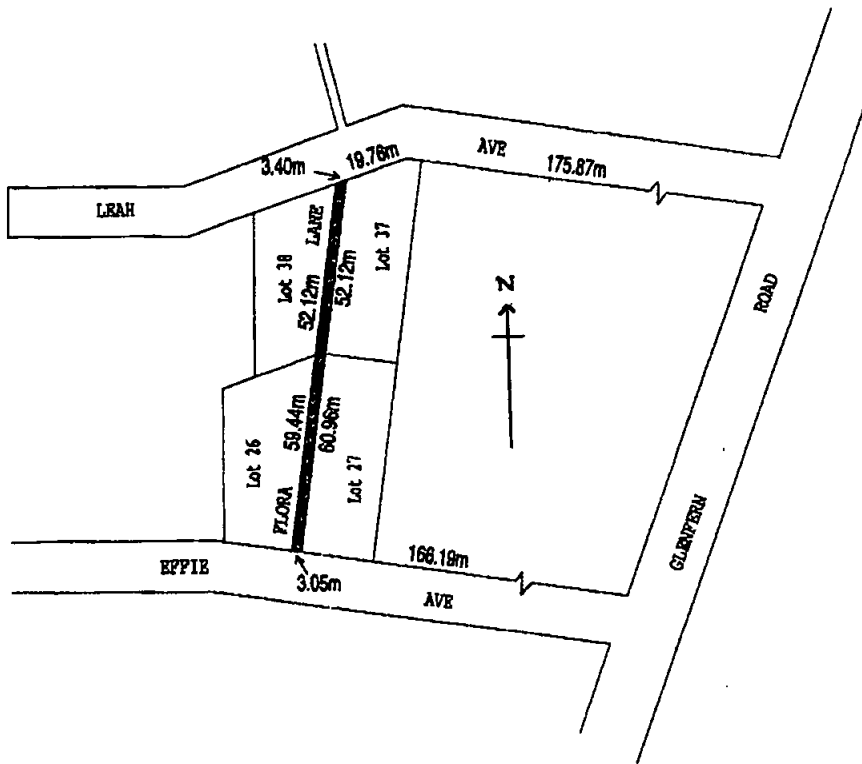 AVE
175.87m
19.76m
3.40m
LEAH
LANE
Lot 38
52.12m
52.12m
Lot 37
N
ROAD
59.44m
60.96m
Lot 26
Lot 27
FLORA
GLENFERN
166.19m
EFFIE
3.05m
AVE